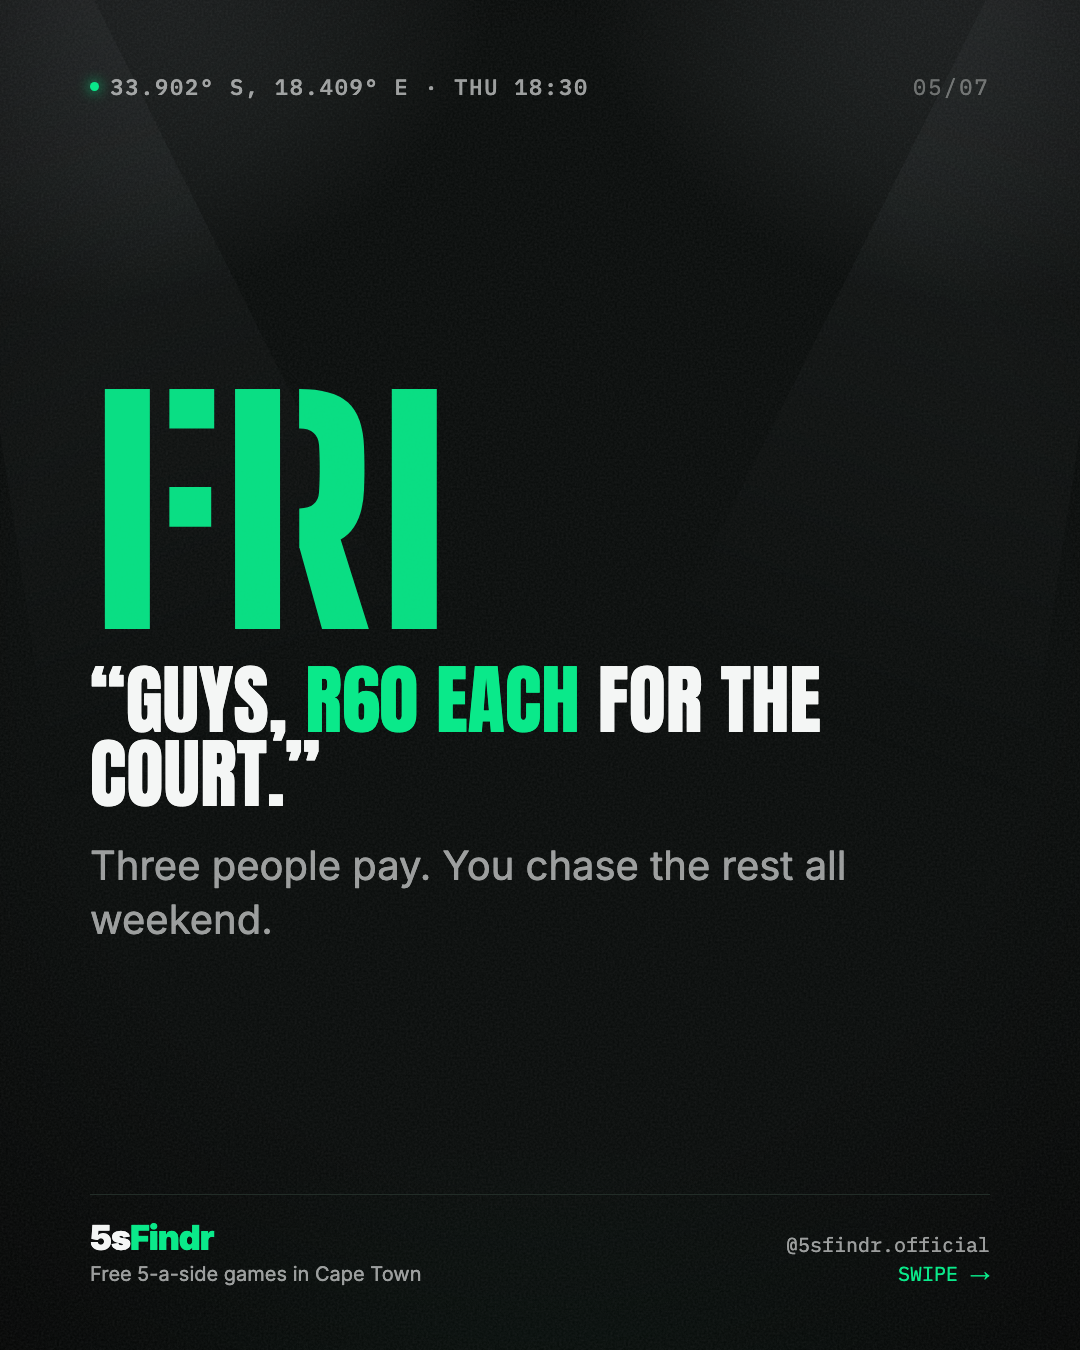 33.902° S, 18.409° E · THU 18:30
05/07
FRI
“GUYS, R60 EACH FOR THE
COURT.”
Three people pay. You chase the rest all
weekend.
5sFindr
Free 5-a-side games in Cape Town
@5sfindr.official
SWIPE →